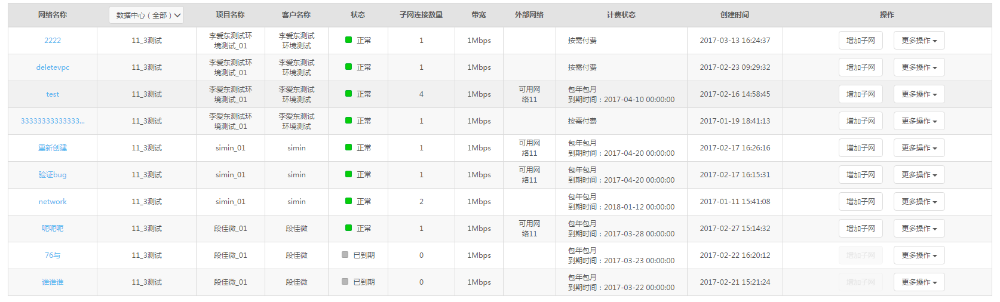 网络名称 数据中心（全部） 项目名称 客户名称 状态 子网连接数量 带宽 外部网络 计费状态 创建时间 操作
2222 11_3测试 李爱东测试环 李爱东测试 正常 1 1Mbps 按需付费 2017-03-13 16:24:37 增加子网 更多操作
境测试_01 环境测试
deletevpc 11_3测试 李爱东测试环 李爱东测试 正常 1 1Mbps 按需付费 2017-02-23 09:29:32 增加子网 更多操作
境测试_01 环境测试
test 11_3测试 李爱东测试环 李爱东测试 正常 4 1Mbps 可用网 包年包月 2017-02-16 14:58:45 增加子网 更多操作
境测试_01 环境测试 络11 到期时间：2017-04-10 00:00:00
33333333333333... 11_3测试 李爱东测试环 李爱东测试 正常 1 1Mbps 按需付费 2017-01-19 18:41:13 增加子网 更多操作
境测试_01 环境测试
重新创建 11_3测试 simin_01 simin 正常 1 1Mbps 可用网 包年包月 2017-02-17 16:26:16 增加子网 更多操作
络11 到期时间：2017-04-20 00:00:00
验证bug 11_3测试 simin_01 simin 正常 1 1Mbps 可用网 包年包月 2017-02-17 16:15:31 增加子网 更多操作
络11 到期时间：2017-04-20 00:00:00
network 11_3测试 simin_01 simin 正常 2 1Mbps 包年包月 2017-01-11 15:41:08 增加子网 更多操作
到期时间：2018-01-12 00:00:00
呃呃呃 11_3测试 段佳微_01 段佳微 正常 1 1Mbps 可用网 包年包月 2017-02-27 15:14:32 增加子网 更多操作
络11 到期时间：2017-03-28 00:00:00
76与 11_3测试 段佳微_01 段佳微 已到期 0 1Mbps 包年包月 2017-02-22 16:20:12 增加子网 更多操作
到期时间：2017-03-23 00:00:00
谁谁谁 11_3测试 段佳微_01 段佳微 已到期 0 1Mbps 包年包月 2017-02-21 15:21:24 增加子网 更多操作
到期时间：2017-03-22 00:00:00